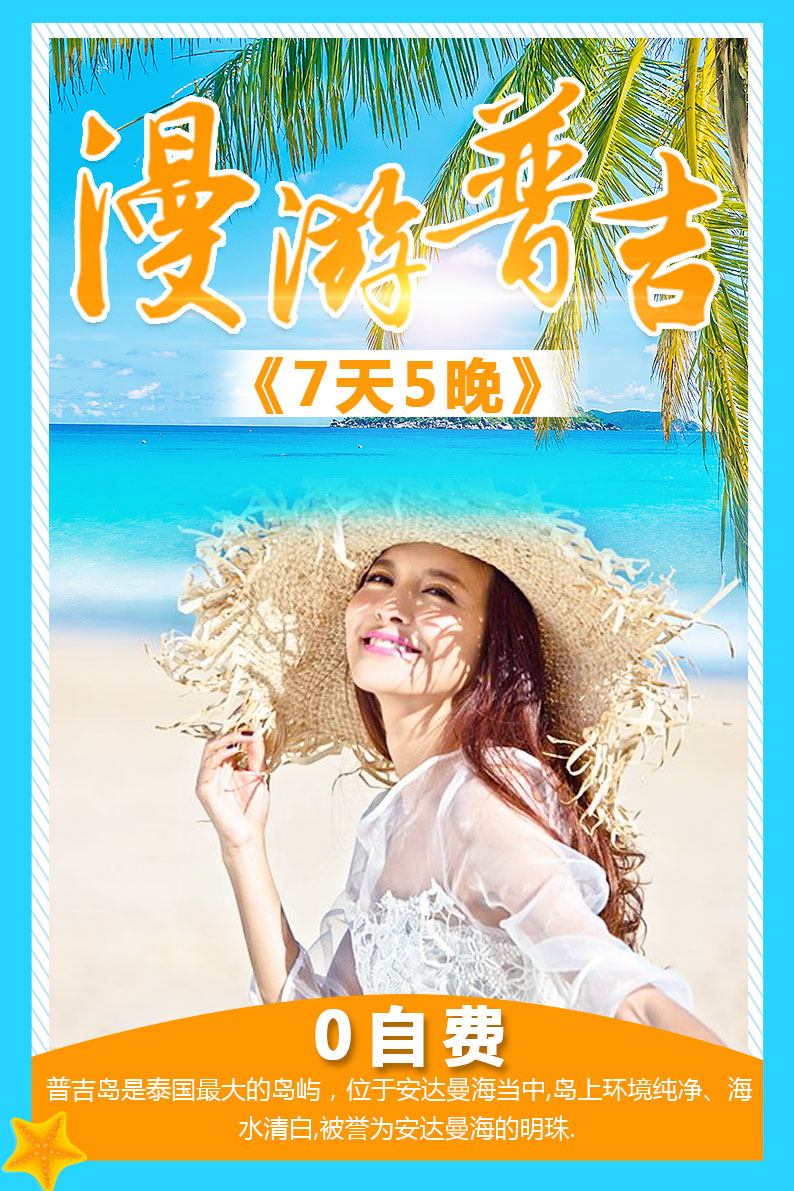 漫游普吉
《7天5晚》
0自费
普吉岛是泰国最大的岛屿，位于安达曼海当中,岛上环境纯净、海
水清白,被誉为安达曼海的明珠.